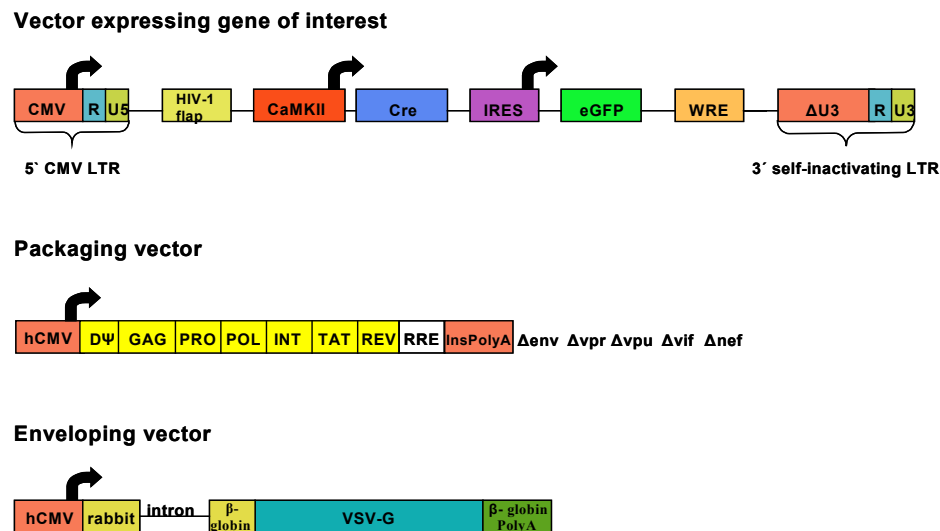 Vector expressing gene of interest
CMV R U5 HIV-1 flap CaMKII Cre IRES eGFP WRE ΔU3 R U3
5` CMV LTR 3´ self-inactivating LTR
Packaging vector
hCMV DΨ GAG PRO POL INT TAT REV RRE InsPolyA Δenv Δvpr Δvpu Δvif Δnef
Enveloping vector
hCMV rabbit intron β-globin VSV-G β- globin PolyA